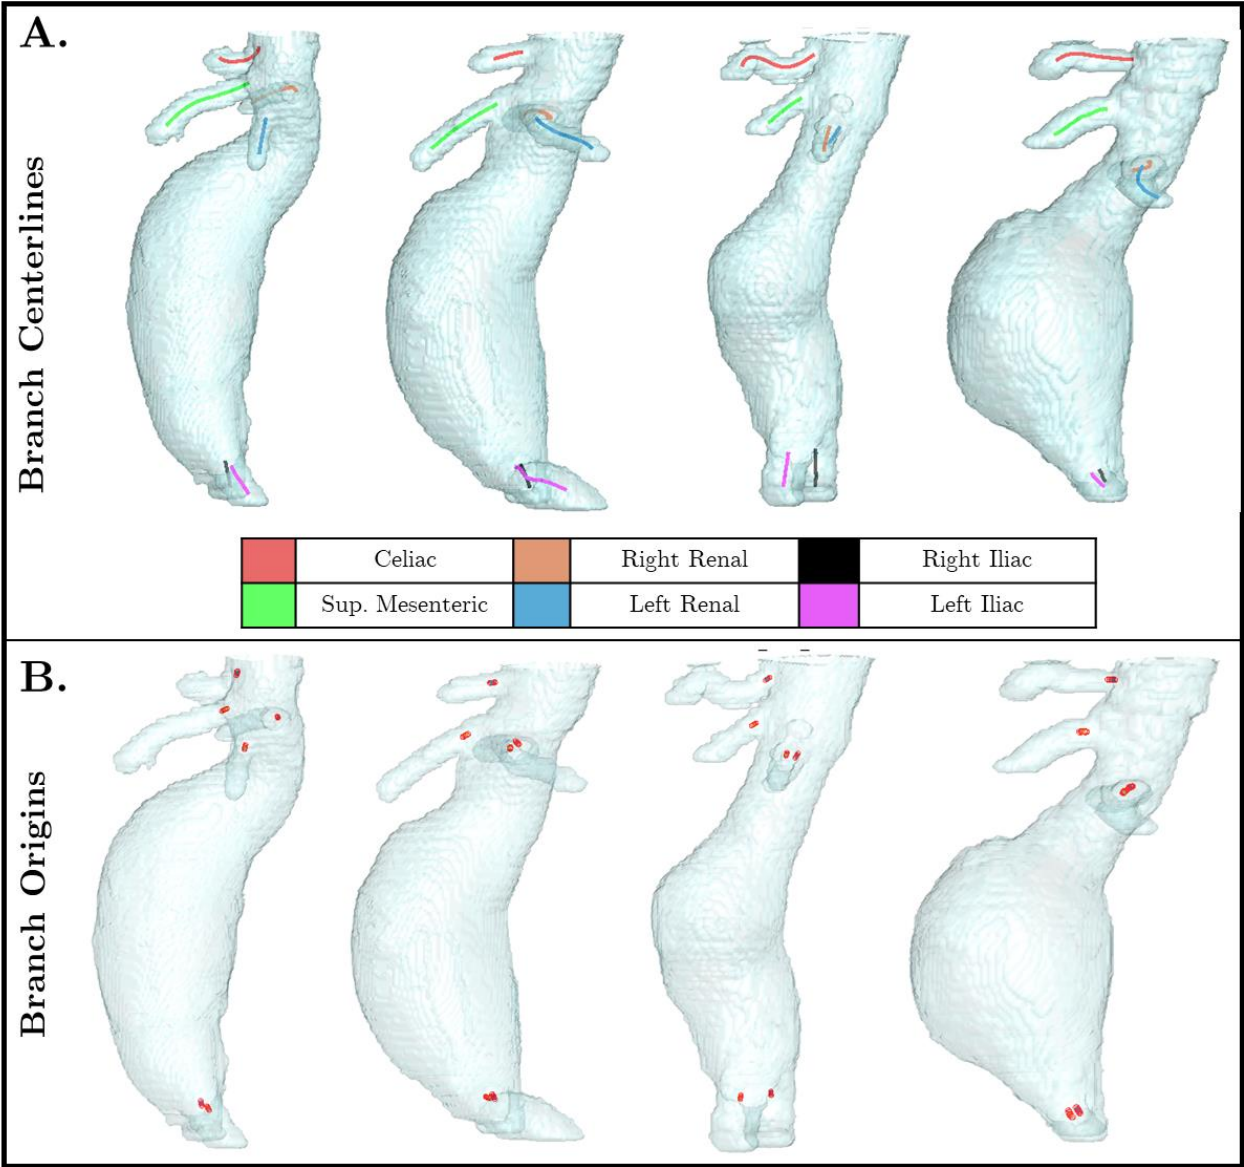 A.
Branch Centerlines
Celiac Right Renal Right Iliac
Sup. Mesenteric Left Renal Left Iliac
B.
Branch Origins